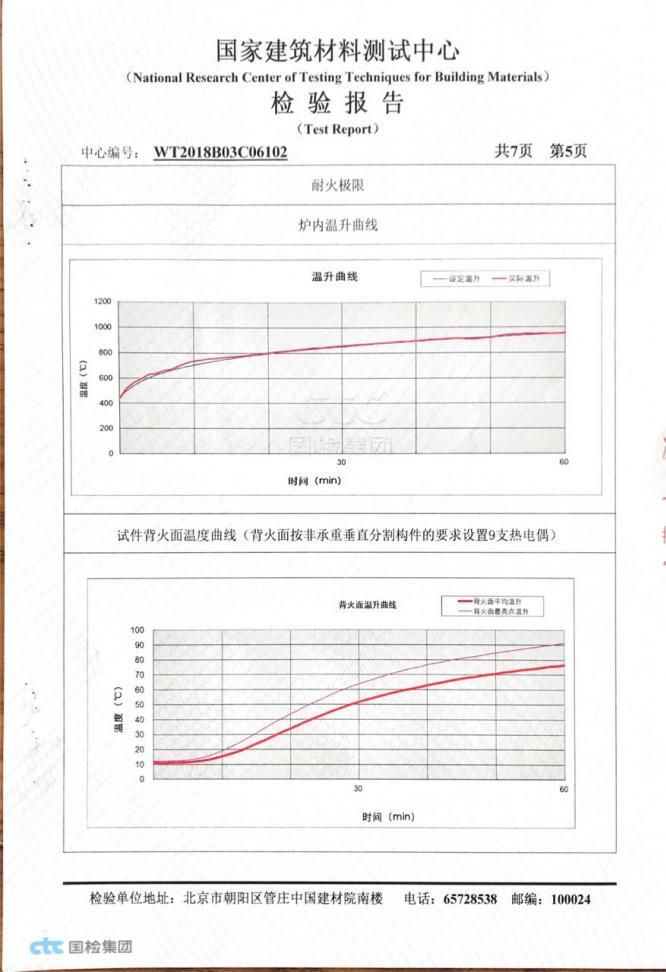 国家建筑材料测试中心
（National Research Center of Testing Techniques for Building Materials）
检 验 报 告
（Test Report）
中心编号： WT2018B03C06102 共7页 第5页
耐火极限
炉内温升曲线
温升曲线
设定温升 实际温升
1200
1000
800
600
400
200
0
温度（℃）
30 60
时间（min）
国检集团
试件背火面温度曲线（背火面按非承重垂直分割构件的要求设置9支热电偶）
背火面温升曲线
背火面平均温升
背火面最高点温升
100
90
80
70
60
50
40
30
20
10
0
温度（℃）
30 60
时间（min）
检验单位地址：北京市朝阳区管庄中国建材院南楼 电话：65728538 邮编：100024
ctc 国检集团